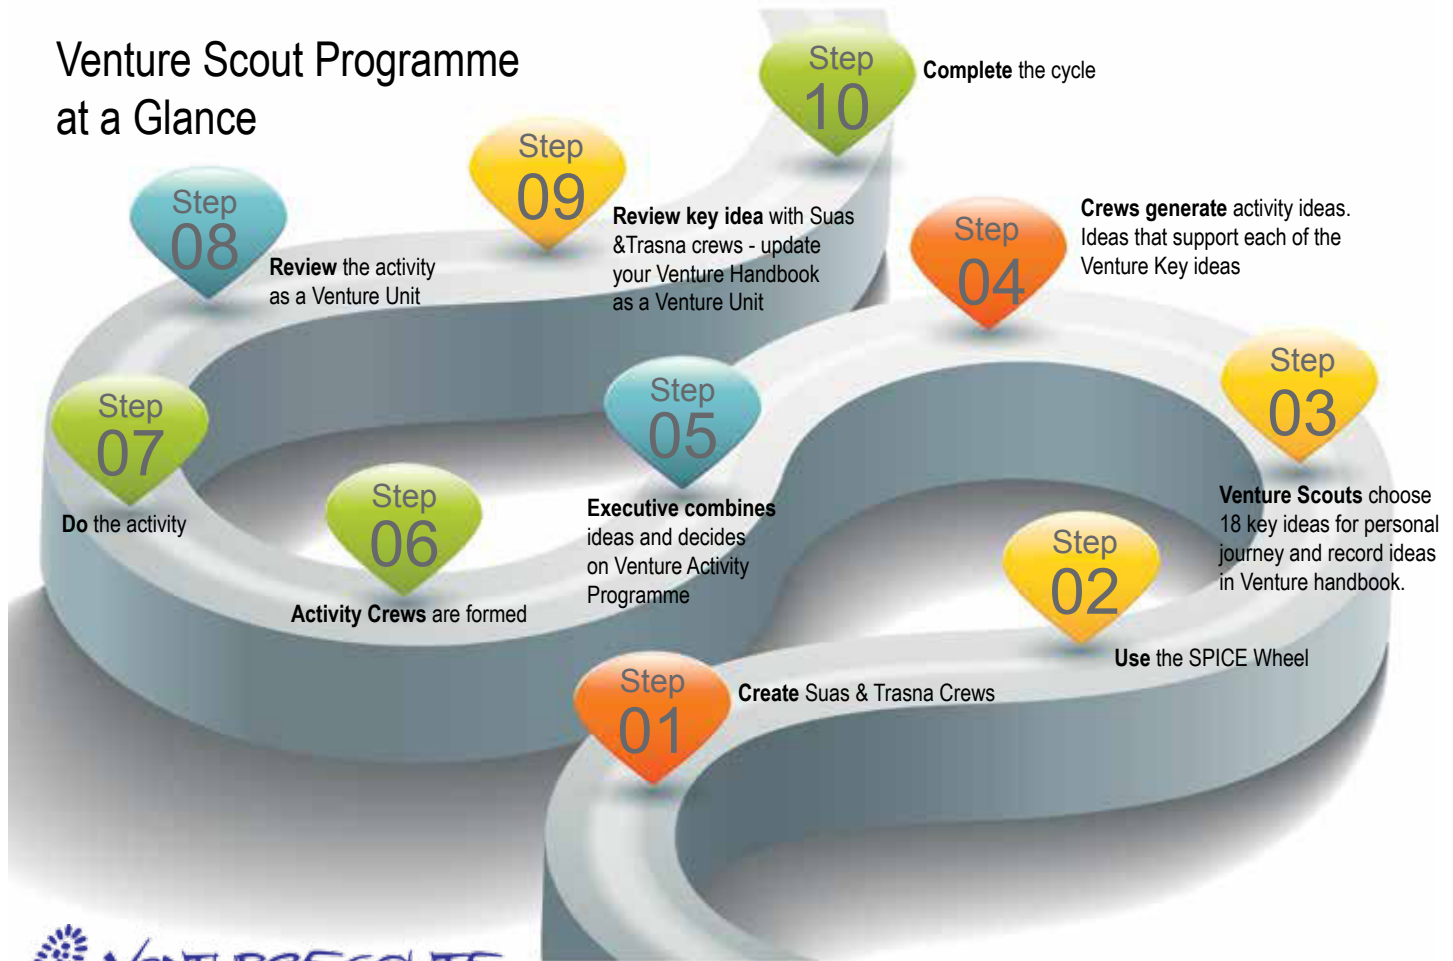 Venture Scout Programme
at a Glance
Step
10
Complete the cycle
Step
09
Review key idea with Suas
&Trasna crews - update
your Venture Handbook
as a Venture Unit
Step
08
Review the activity
as a Venture Unit
Step
04
Crews generate activity ideas.
Ideas that support each of the
Venture Key ideas
Step
03
Venture Scouts choose
18 key ideas for personal
journey and record ideas
in Venture handbook.
Step
05
Executive combines
ideas and decides
on Venture Activity
Programme
Step
07
Do the activity
Step
06
Activity Crews are formed
Step
02
Use the SPICE Wheel
Step
01
Create Suas & Trasna Crews